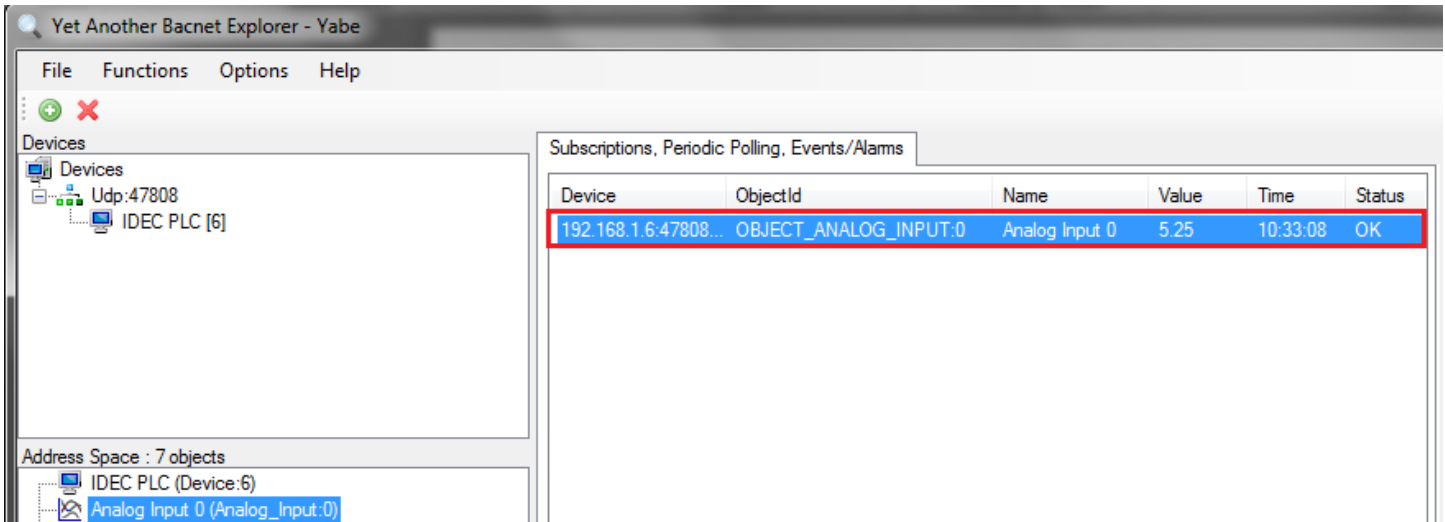 Yet Another Bacnet Explorer - Yabe
File Functions Options Help
Devices
Devices
Udp:47808
IDEC PLC [6]
Subscriptions, Periodic Polling, Events/Alarms
Device ObjectId Name Value Time Status
192.168.1.6:47808... OBJECT_ANALOG_INPUT:0 Analog Input 0 5.25 10:33:08 OK
Address Space : 7 objects
IDEC PLC (Device:6)
Analog Input 0 (Analog_Input:0)